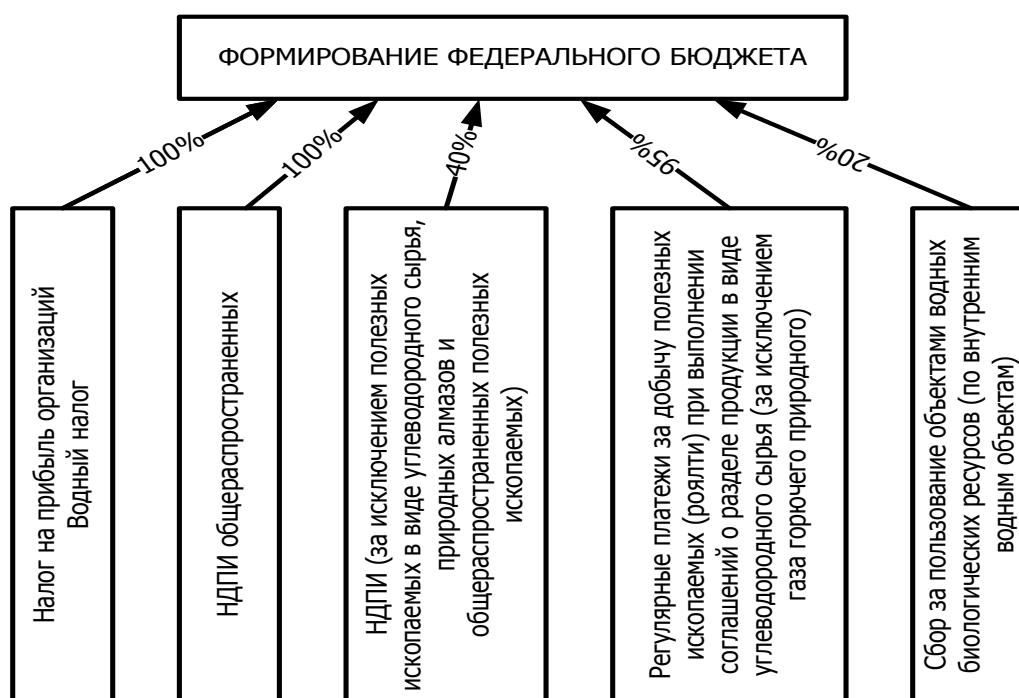 ФОРМИРОВАНИЕ ФЕДЕРАЛЬНОГО БЮДЖЕТА
100%
100%
40%
95%
20%
Налог на прибыль организаций
Водный налог
НДПИ общераспространенных
НДПИ (за исключением полезных
ископаемых в виде углеводородного сырья,
природных алмазов и
общераспространенных полезных
ископаемых)
Регулярные платежи за добычу полезных
ископаемых (роялти) при выполнении
соглашений о разделе продукции в виде
углеводородного сырья (за исключением
газа горючего природного)
Сбор за пользование объектами водных
биологических ресурсов (по внутренним
водным объектам)